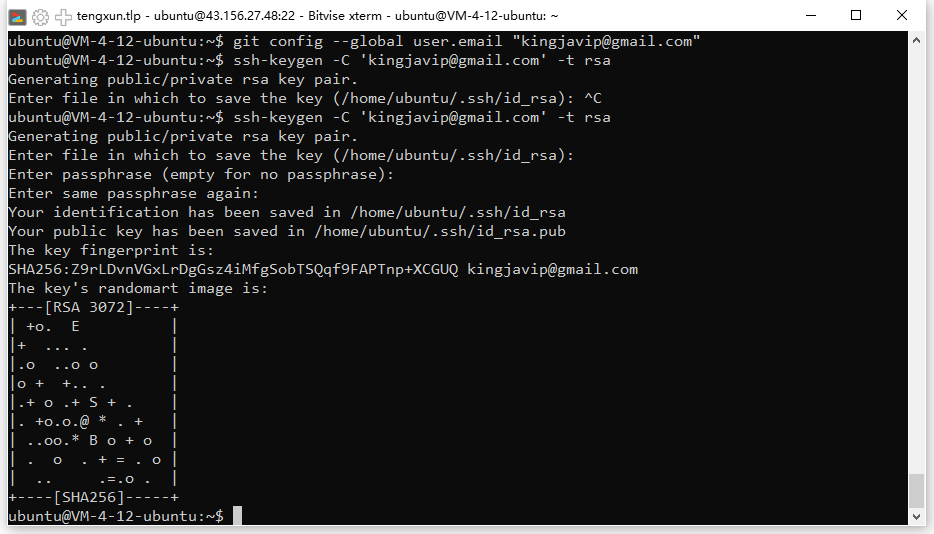 tengxun.tlp - ubuntu@43.156.27.48:22 - Bitvise xterm - ubuntu@VM-4-12-ubuntu: ~
ubuntu@VM-4-12-ubuntu:~$ git config --global user.email "kingjavip@gmail.com"
ubuntu@VM-4-12-ubuntu:~$ ssh-keygen -C 'kingjavip@gmail.com' -t rsa
Generating public/private rsa key pair.
Enter file in which to save the key (/home/ubuntu/.ssh/id_rsa): ^C
ubuntu@VM-4-12-ubuntu:~$ ssh-keygen -C 'kingjavip@gmail.com' -t rsa
Generating public/private rsa key pair.
Enter file in which to save the key (/home/ubuntu/.ssh/id_rsa):
Enter passphrase (empty for no passphrase):
Enter same passphrase again:
Your identification has been saved in /home/ubuntu/.ssh/id_rsa
Your public key has been saved in /home/ubuntu/.ssh/id_rsa.pub
The key fingerprint is:
SHA256:Z9rLDvnVGxLrDgGsz4iMfgSobTSQqf9FAPTnp+XCGUQ kingjavip@gmail.com
The key's randomart image is:
+---[RSA 3072]----+
| +o.  E          |
|+  ... .         |
|.o  ..o o        |
|o +  +.. .       |
|.+ o .+ S + .    |
|. +o.o.@ * . +   |
| ..oo.* B o + o  |
| .  o  . + = . o |
|  ..     .=.o .  |
+----[SHA256]-----+
ubuntu@VM-4-12-ubuntu:~$